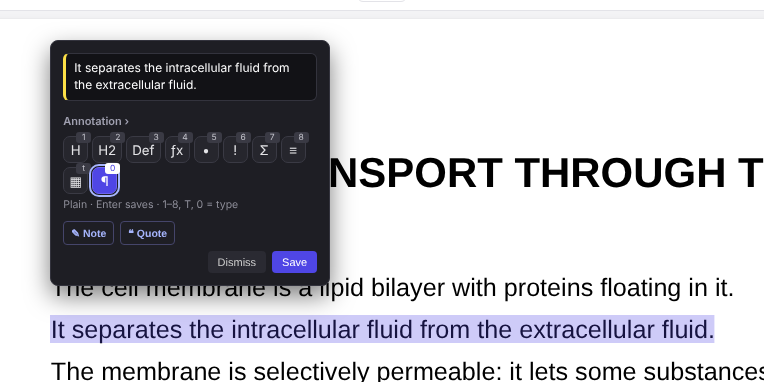 It separates the intracellular fluid from
the extracellular fluid.
Annotation ›
H 1 H2 2 Def 3 ƒx 4 • 5 ! 6 Σ 7 ≡ 8
▦ t ¶ 0
Plain · Enter saves · 1–8, T, 0 = type
✎ Note ❝ Quote
Dismiss Save
NSPORT THROUGH T
The cell membrane is a lipid bilayer with proteins floating in it.
It separates the intracellular fluid from the extracellular fluid.
The membrane is selectively permeable: it lets some substances